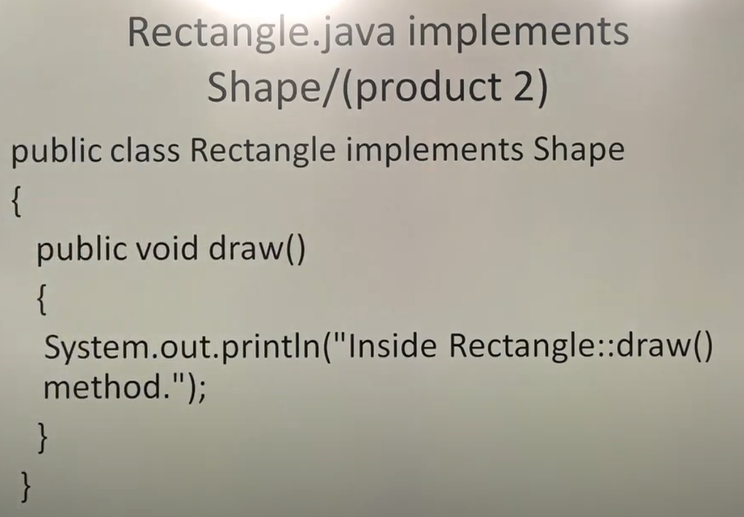 Rectangle.java implements
Shape/(product 2)
public class Rectangle implements Shape
{
public void draw()
{
System.out.println("Inside Rectangle::draw()
method.");
}
}